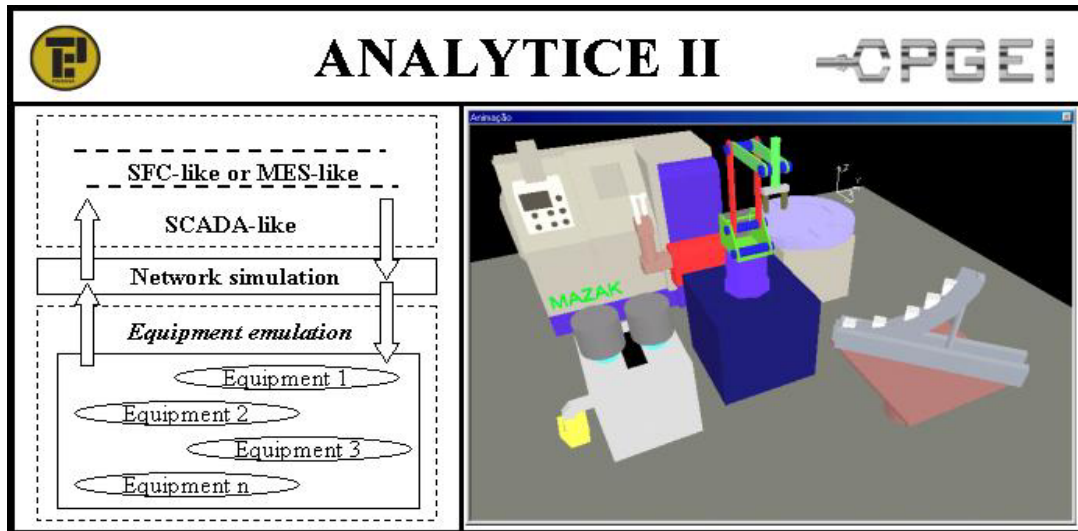 ANALYTICE II
CPGEI
SFC-like or MES-like
SCADA-like
Network simulation
Equipment emulation
Equipment 1
Equipment 2
Equipment 3
Equipment n
Animação
Z
Y
MAZAK